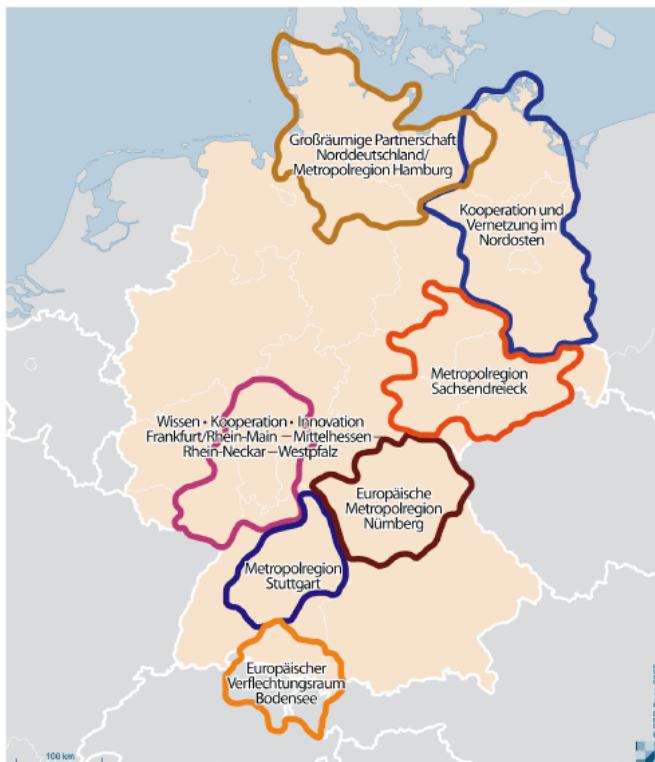 Großräumige Partnerschaft
Norddeutschland/
Metropolregion Hamburg
Kooperation und
Vernetzung im
Nordosten
Metropolregion
Sachsendreieck
Wissen • Kooperation • Innovation
Frankfurt/Rhein-Main – Mittelhessen
Rhein-Neckar – Westpfalz
Europäische
Metropolregion
Nürnberg
Metropolregion
Stuttgart
Europäischer
Verflechtungsraum
Bodensee
100 km